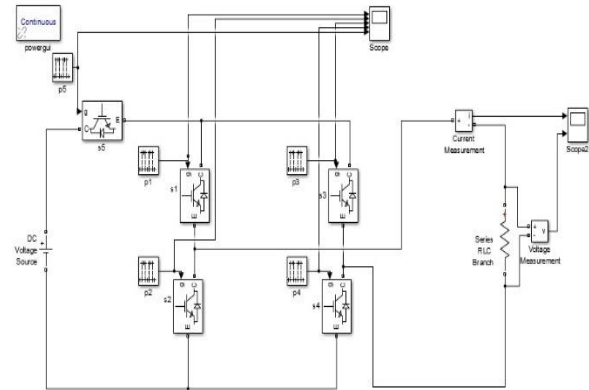 Continuous
powergui
Scope
p5
g
C
E
s5
i
+
-
Current
Measurement
Scope2
p1
g
C
s1
E
p3
g
C
s3
E
DC
Voltage
Source
+
p2
g
C
s2
E
p4
g
C
s4
E
Series
RLC
Branch
+
+
-
v
Voltage
Measurement